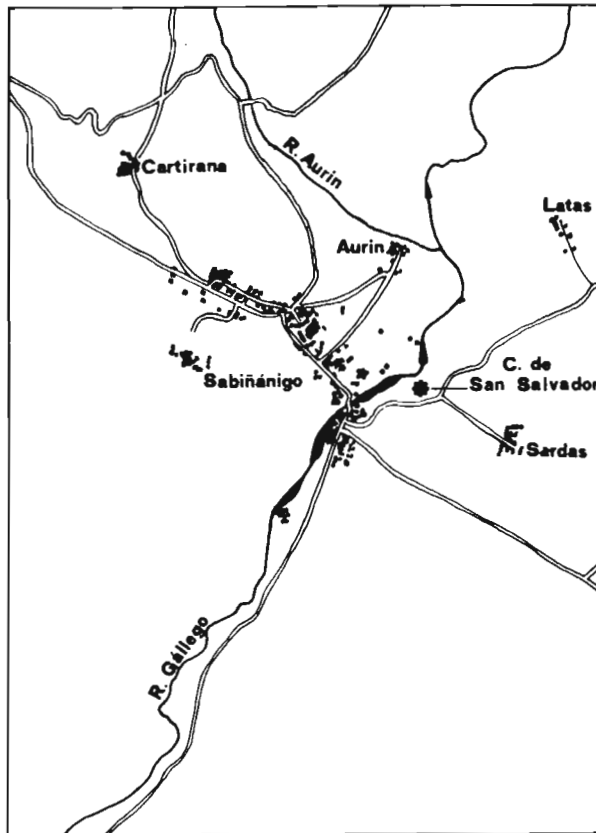 Cartirana
R. Aurin
Latas
Aurin
Sabiñánigo
C. de
San Salvador
Sardas
R. Gállego